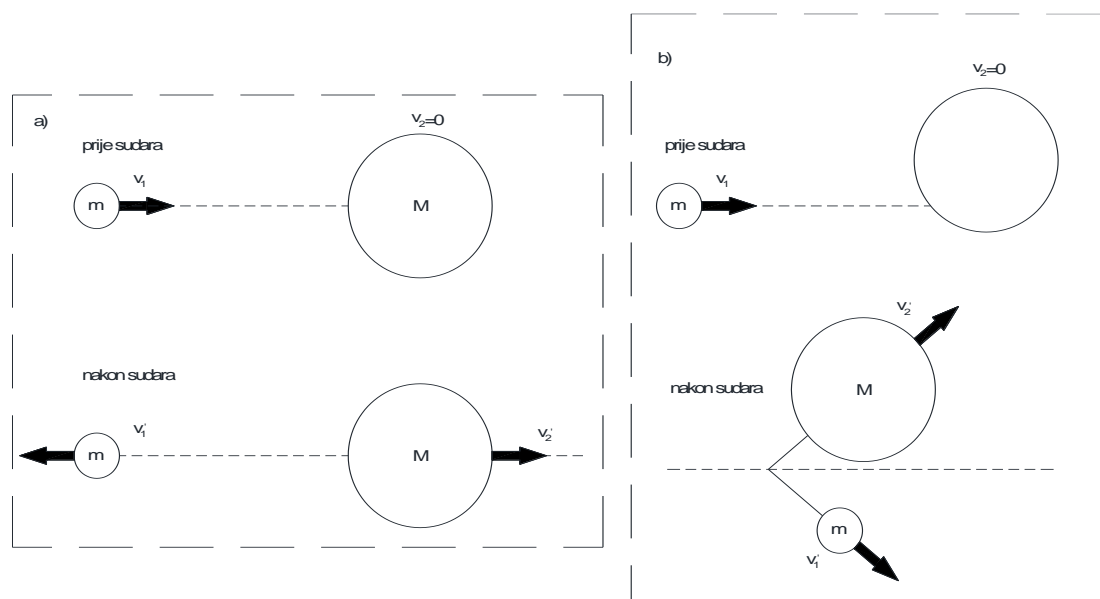 a)
v₂=0
prije sudara
v₁
m
M
nakon sudara
v₁'
m
M
v₂'
b)
v₂=0
prije sudara
v₁
m
v₂'
nakon sudara
M
m
v₁'